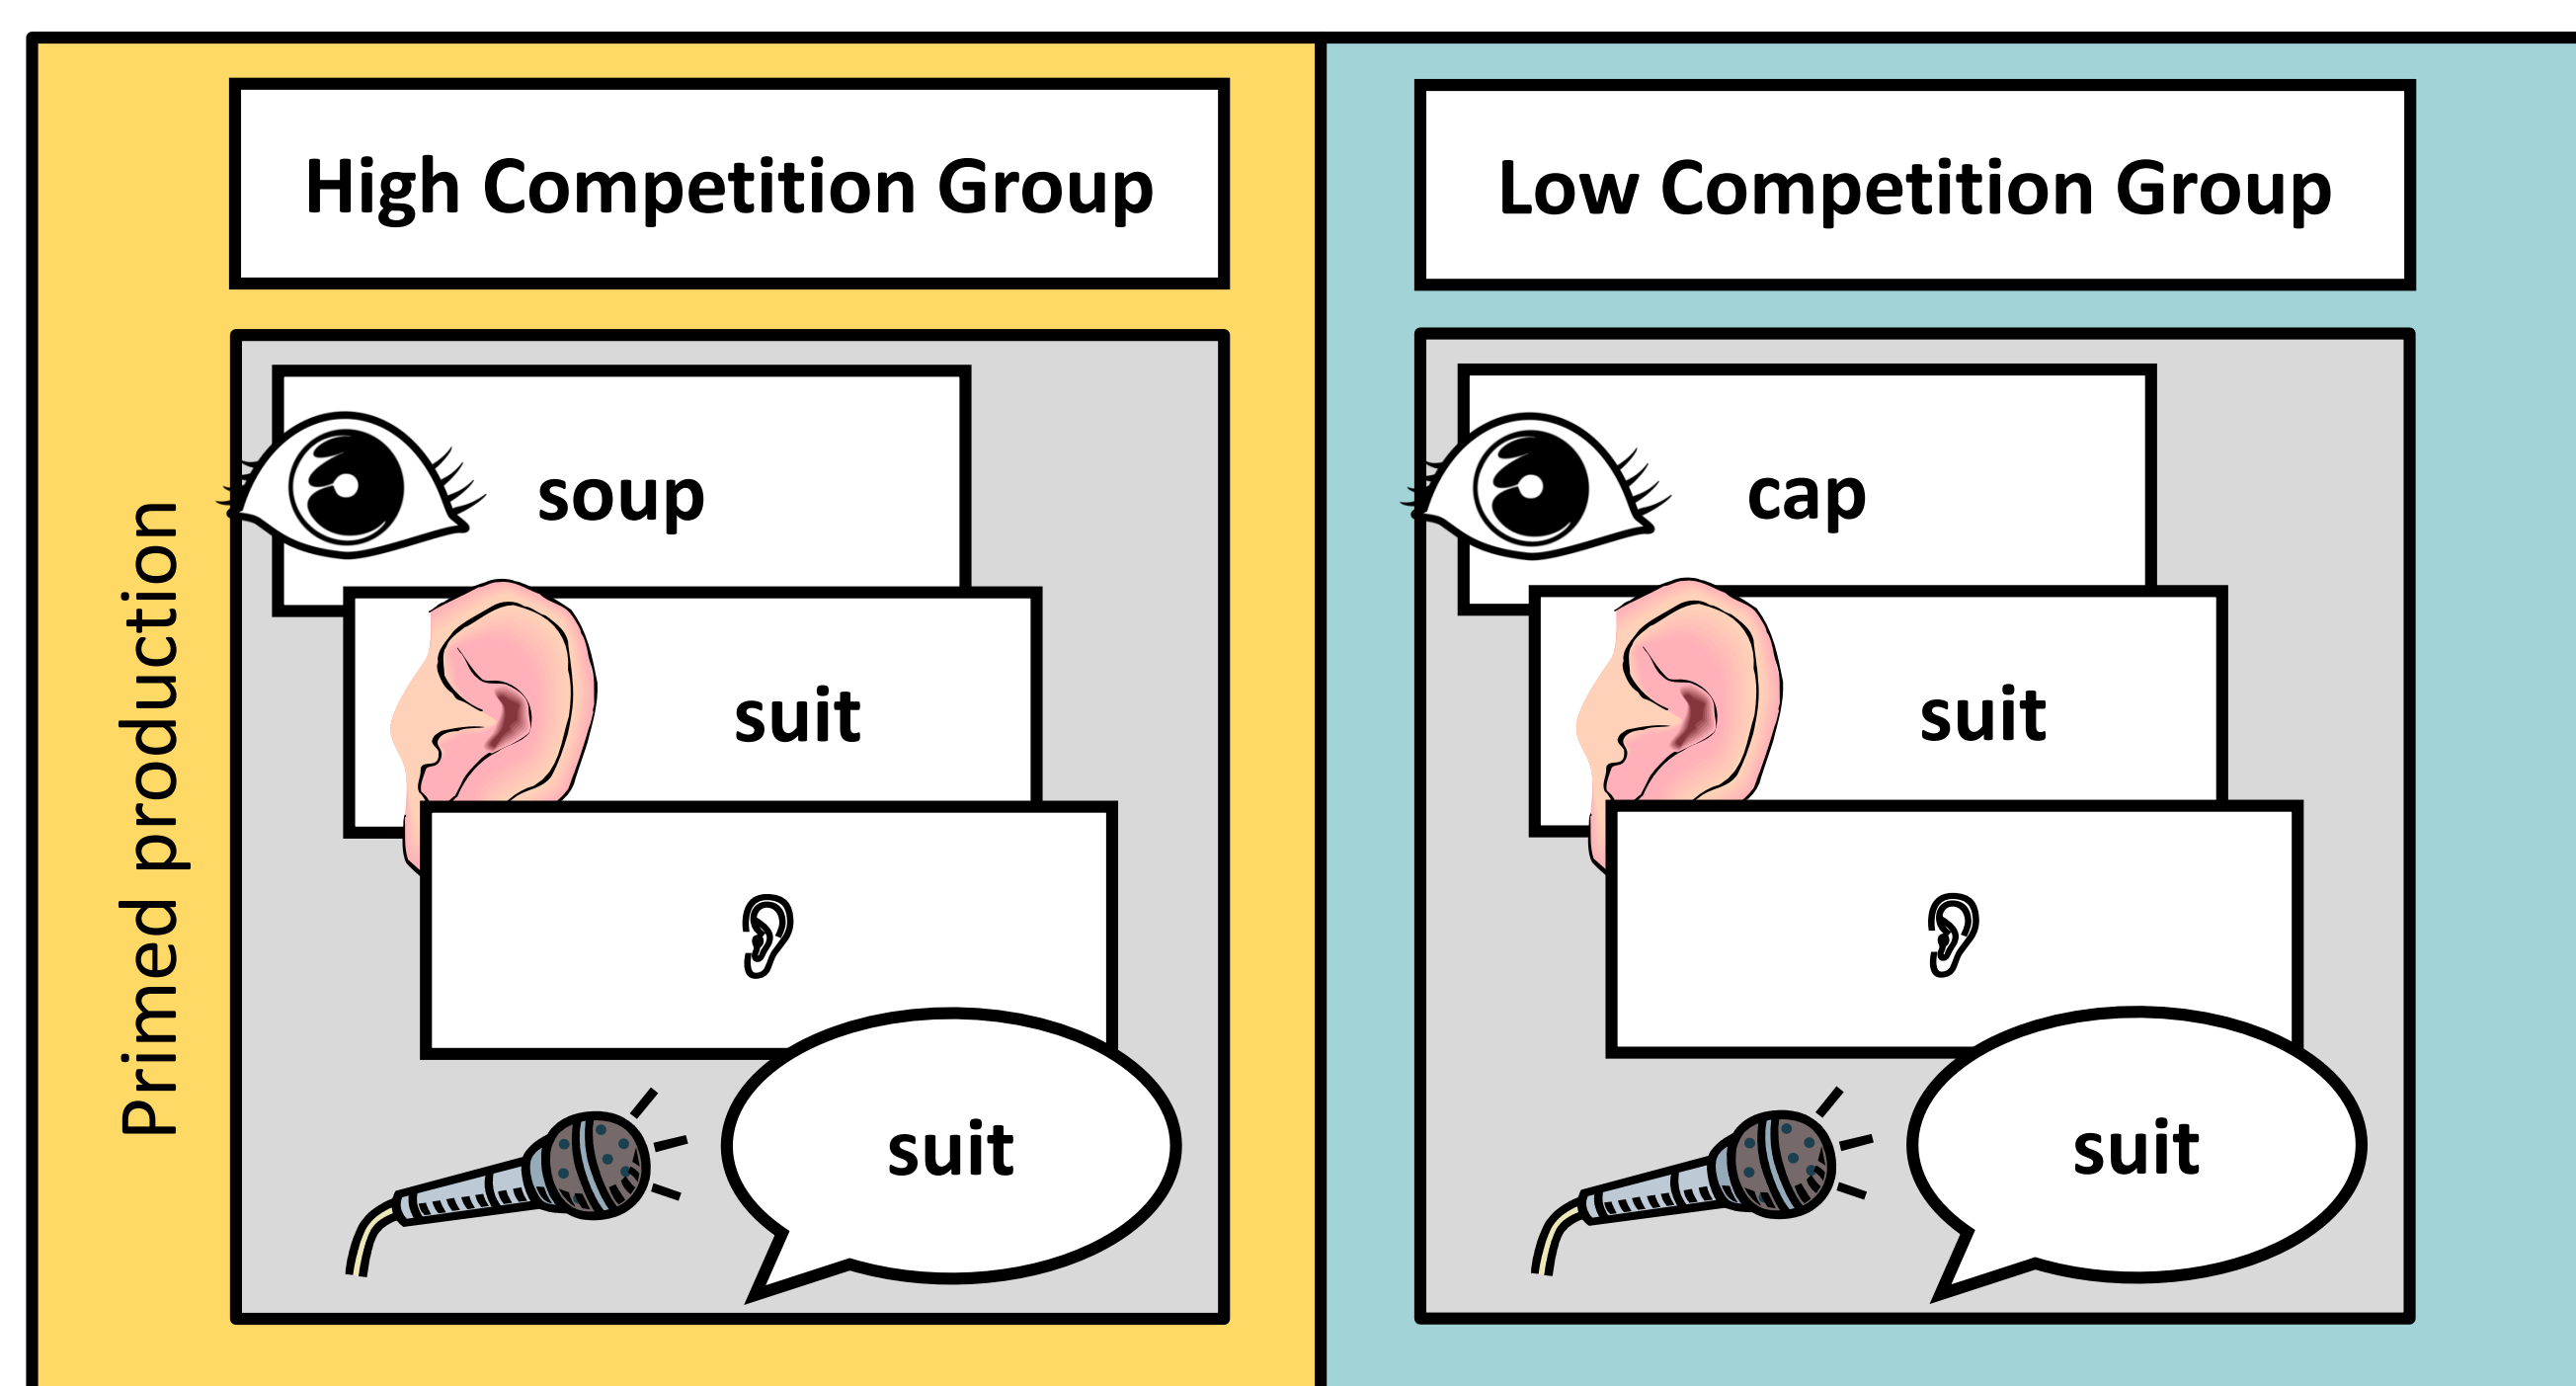 High Competition Group
Low Competition Group
Primed production
soup
suit
suit
cap
suit
suit